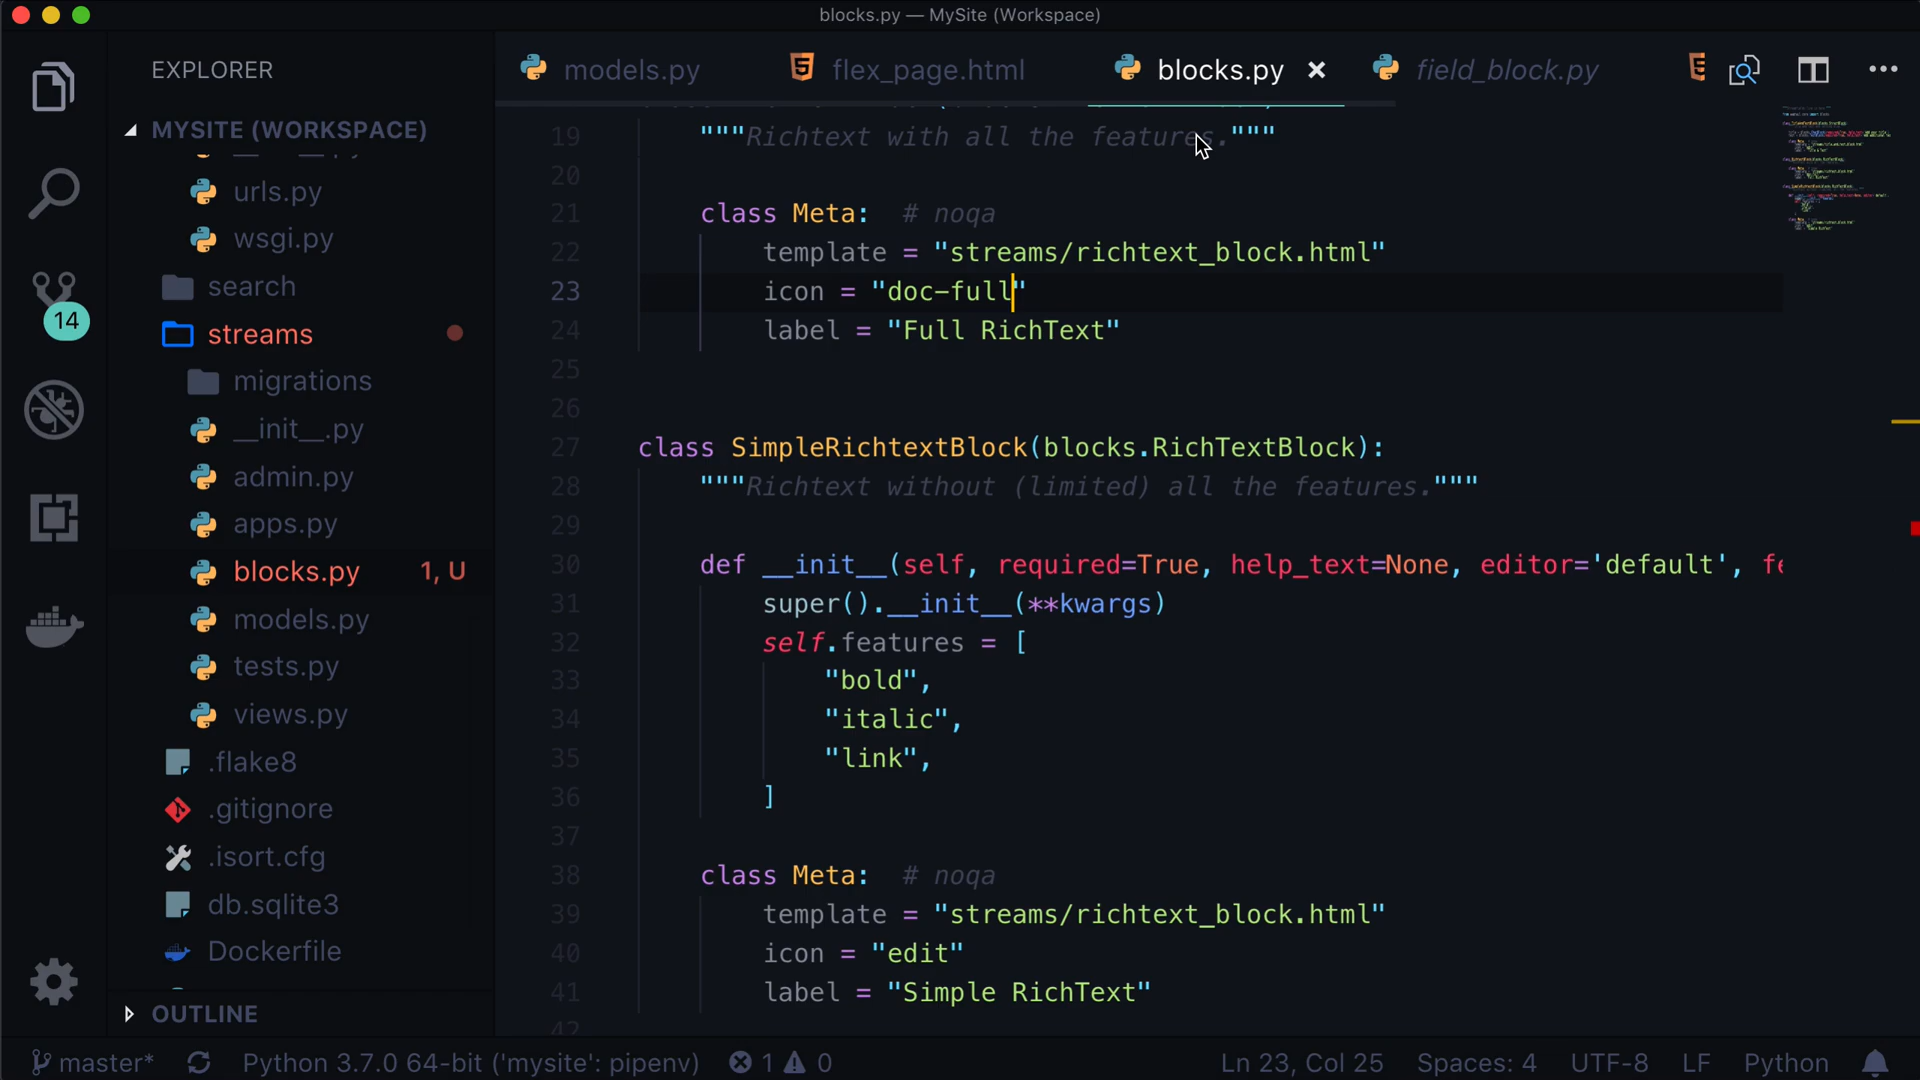 blocks.py — MySite (Workspace)
EXPLORER
models.py
flex_page.html
blocks.py
field_block.py
MYSITE (WORKSPACE)
urls.py
wsgi.py
search
14
streams
migrations
__init__.py
admin.py
apps.py
blocks.py 1, U
models.py
tests.py
views.py
.flake8
.gitignore
.isort.cfg
db.sqlite3
Dockerfile
OUTLINE
19 """Richtext with all the features."""
20
21 class Meta:  # noqa
22 template = "streams/richtext_block.html"
23 icon = "doc-full"
24 label = "Full RichText"
25
26
27 class SimpleRichtextBlock(blocks.RichTextBlock):
28 """Richtext without (limited) all the features."""
29
30 def __init__(self, required=True, help_text=None, editor='default', fe
31 super().__init__(**kwargs)
32 self.features = [
33 "bold",
34 "italic",
35 "link",
36 ]
37
38 class Meta:  # noqa
39 template = "streams/richtext_block.html"
40 icon = "edit"
41 label = "Simple RichText"
42
master* Python 3.7.0 64-bit ('mysite': pipenv) 1 0 Ln 23, Col 25 Spaces: 4 UTF-8 LF Python